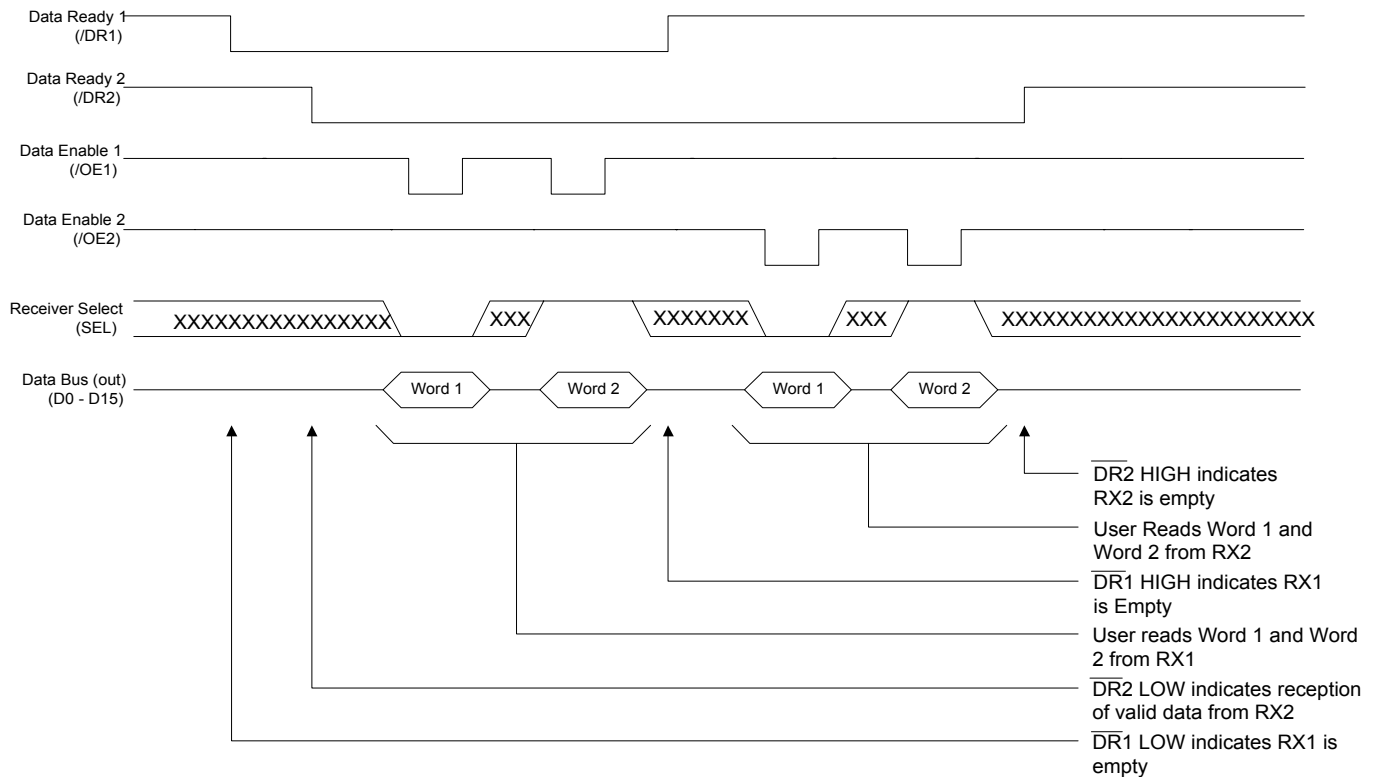 Data Ready 1
(/DR1)
Data Ready 2
(/DR2)
Data Enable 1
(/OE1)
Data Enable 2
(/OE2)
Receiver Select
(SEL)
XXXXXXXXXXXXXXXX
XXX
XXXXXXX
XXX
XXXXXXXXXXXXXXXXXXXXXXX
Data Bus (out)
(D0 - D15)
Word 1
Word 2
Word 1
Word 2
DR2 HIGH indicates
RX2 is empty
User Reads Word 1 and
Word 2 from RX2
DR1 HIGH indicates RX1
is Empty
User reads Word 1 and Word
2 from RX1
DR2 LOW indicates reception
of valid data from RX2
DR1 LOW indicates RX1 is
empty